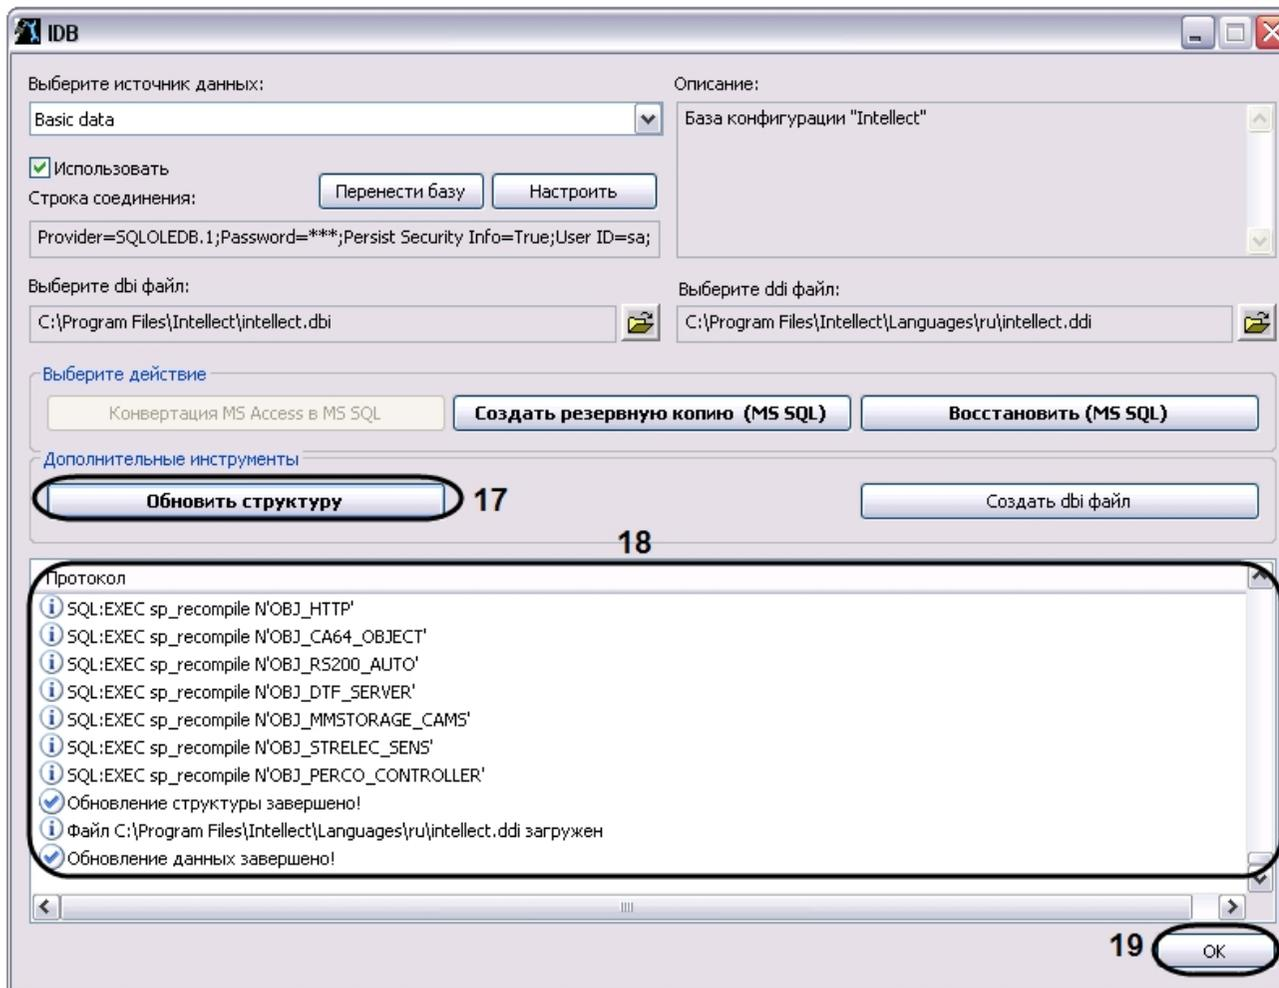 IDB
Выберите источник данных:
Описание:
Basic data
База конфигурации "Intellect"
Использовать
Строка соединения:
Перенести базу
Настроить
Provider=SQLOLEDB.1;Password=***;Persist Security Info=True;User ID=sa;
Выберите dbi файл:
Выберите ddi файл:
C:\Program Files\Intellect\intellect.dbi
C:\Program Files\Intellect\Languages\ru\intellect.ddi
Выберите действие
Конвертация MS Access в MS SQL
Создать резервную копию (MS SQL)
Восстановить (MS SQL)
Дополнительные инструменты
Обновить структуру
17
Создать dbi файл
18
Протокол
SQL:EXEC sp_recompile N'OBJ_HTTP'
SQL:EXEC sp_recompile N'OBJ_CA64_OBJECT'
SQL:EXEC sp_recompile N'OBJ_RS200_AUTO'
SQL:EXEC sp_recompile N'OBJ_DTF_SERVER'
SQL:EXEC sp_recompile N'OBJ_MMSTORAGE_CAMS'
SQL:EXEC sp_recompile N'OBJ_STRELEC_SENS'
SQL:EXEC sp_recompile N'OBJ_PERCO_CONTROLLER'
Обновление структуры завершено!
Файл C:\Program Files\Intellect\Languages\ru\intellect.ddi загружен
Обновление данных завершено!
19
OK